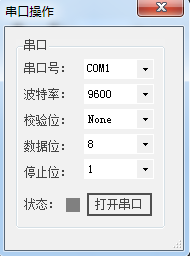 串口操作
串口
串口号： COM1
波特率： 9600
校验位： None
数据位： 8
停止位： 1
状态： 打开串口